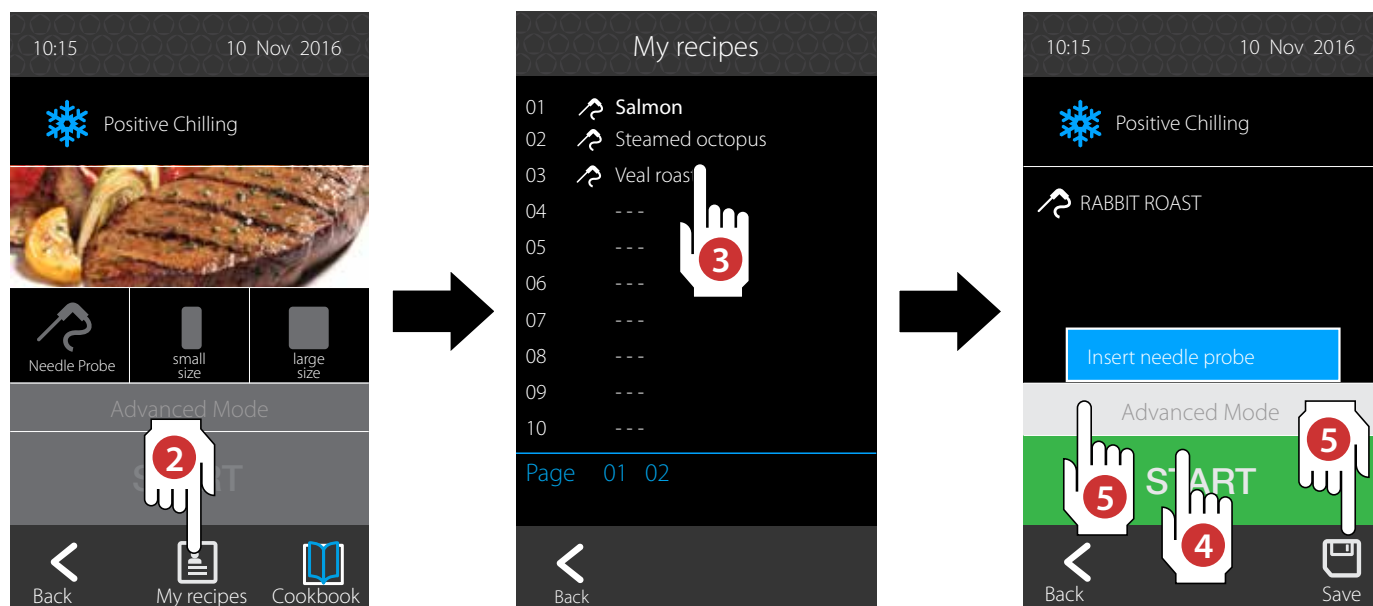 10:15 10 Nov 2016
Positive Chilling
Needle Probe
small
size
large
size
Advanced Mode
2
Back
My recipes
Cookbook
My recipes
01 Salmon
02 Steamed octopus
03 Veal roast
04 - - -
05 - - -
06 - - -
07 - - -
08 - - -
09 - - -
10 - - -
3
Page 01 02
Back
10:15 10 Nov 2016
Positive Chilling
RABBIT ROAST
Insert needle probe
Advanced Mode
START
5
5
4
Back
Save